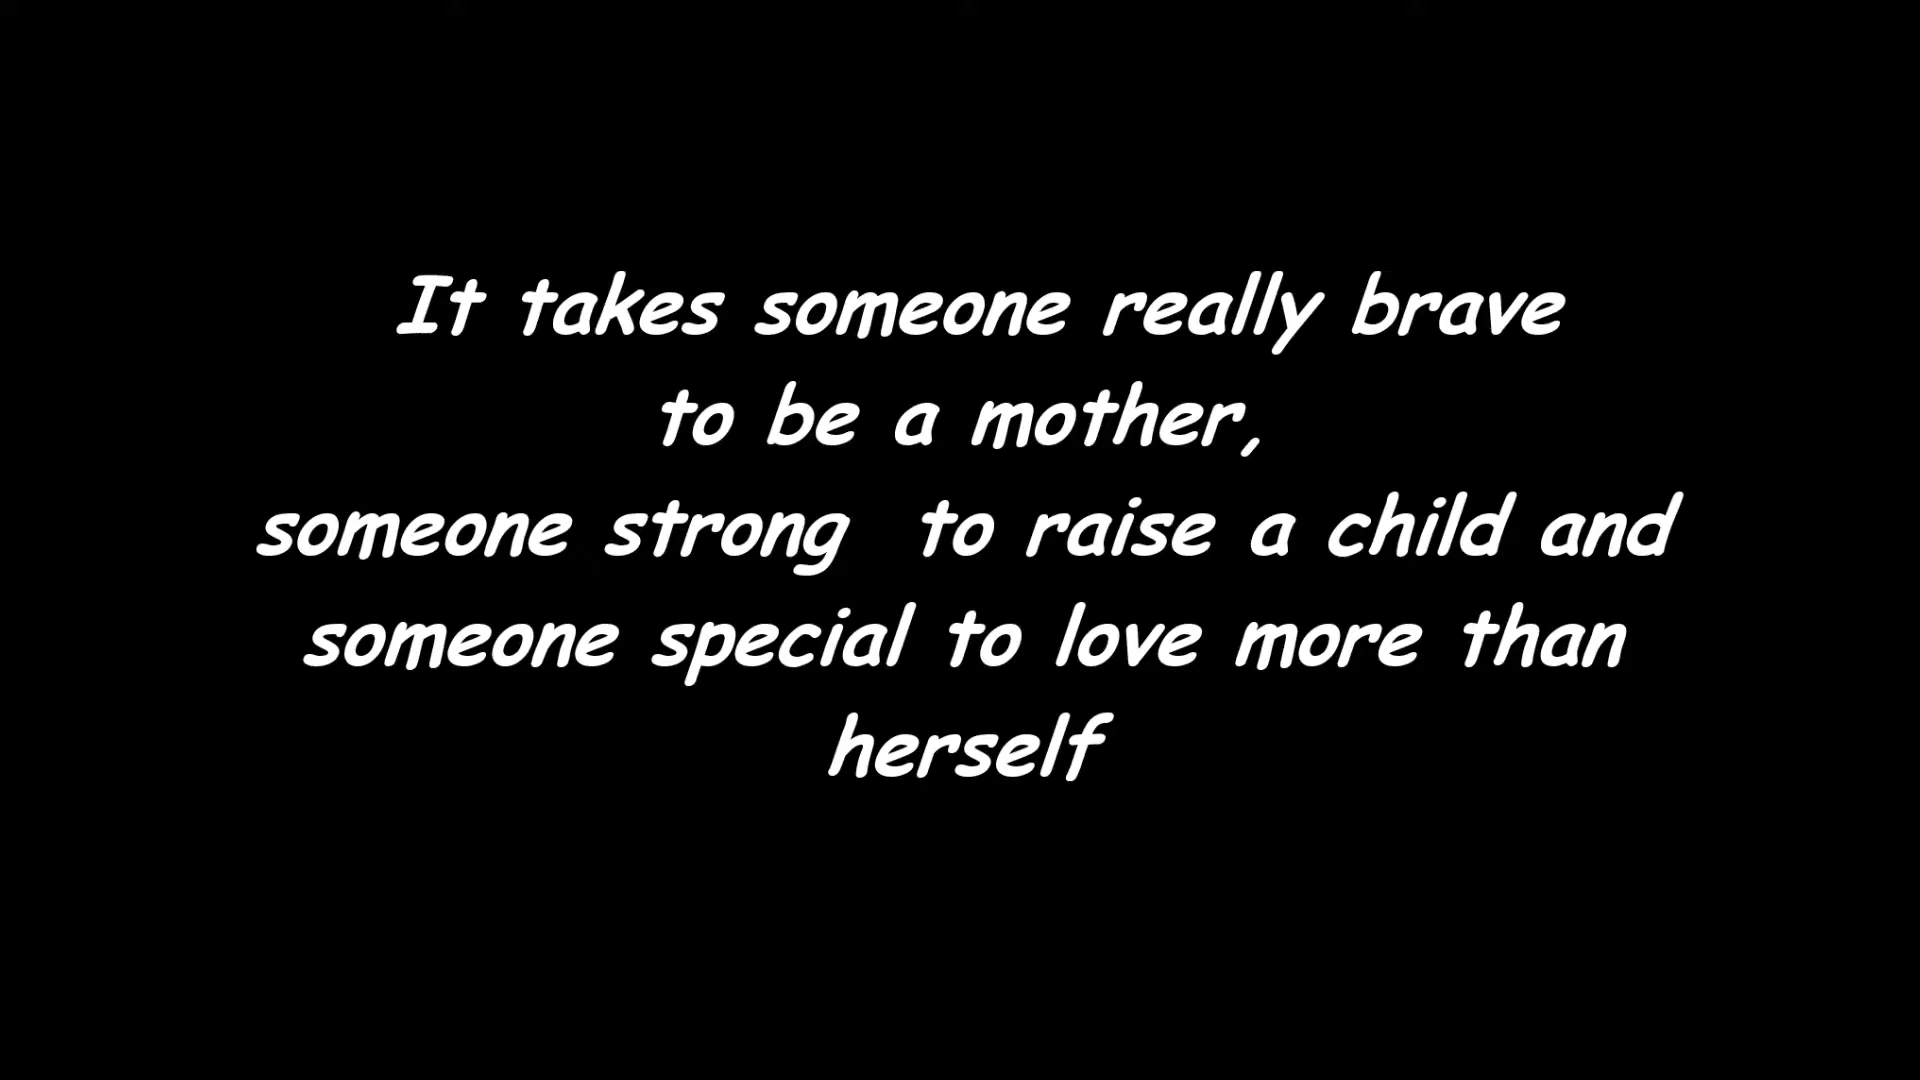 It takes someone really brave
to be a mother,
someone strong  to raise a child and
someone special to love more than
herself